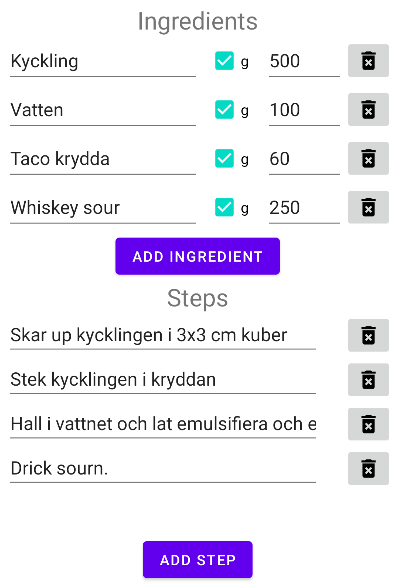 Ingredients
Kyckling g 500
Vatten g 100
Taco krydda g 60
Whiskey sour g 250
ADD INGREDIENT
Steps
Skar up kycklingen i 3x3 cm kuber
Stek kycklingen i kryddan
Hall i vattnet och lat emulsifiera och e
Drick sourn.
ADD STEP